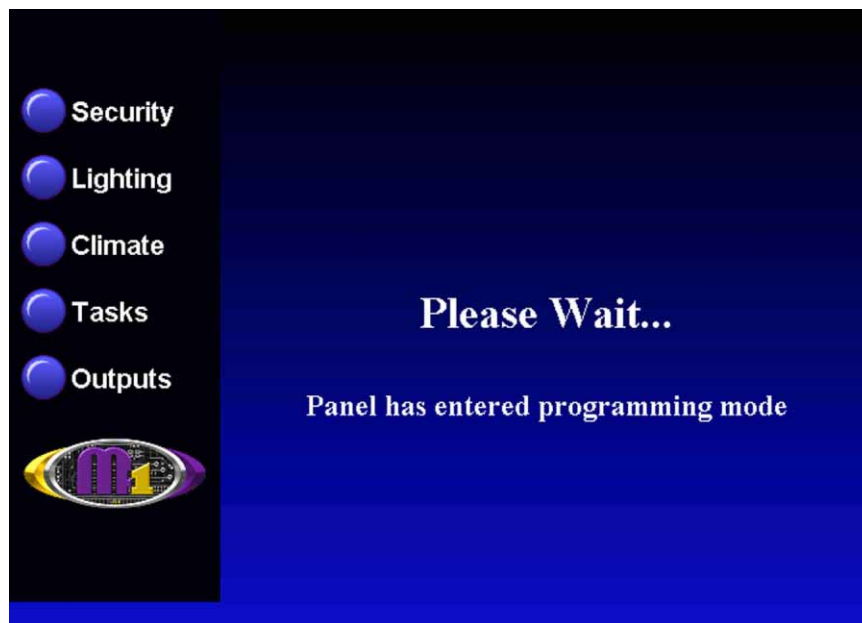 Security
Lighting
Climate
Tasks
Outputs
M1
Please Wait...
Panel has entered programming mode